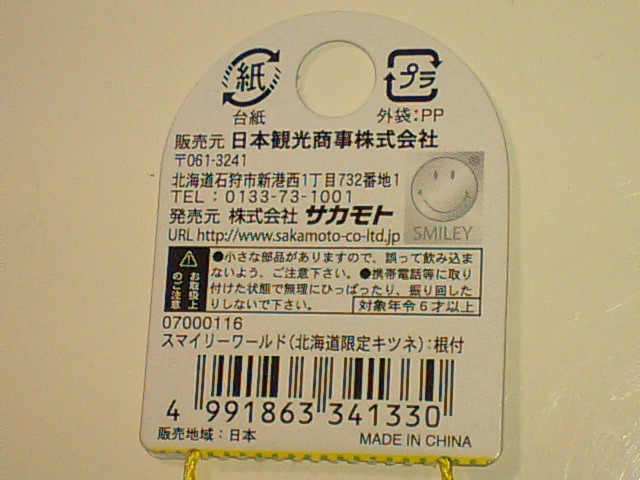 紙 プラ
台紙 外袋:PP
販売元 日本観光商事株式会社
〒061-3241
北海道石狩市新港西1丁目732番地1
TEL:0133-73-1001
発売元 株式会社 サカモト
URL http://www.sakamoto-co-ltd.jp
®
SMILEY
⚠ お取扱上のご注意
●小さな部品がありますので、誤って飲み込ま
ないよう、ご注意下さい。●携帯電話等に取り
付けた状態で無理にひっぱったり、振り回した
りしないで下さい。 対象年令6才以上
07000116
スマイリーワールド(北海道限定キツネ):根付
4 991863 341330
販売地域:日本 MADE IN CHINA